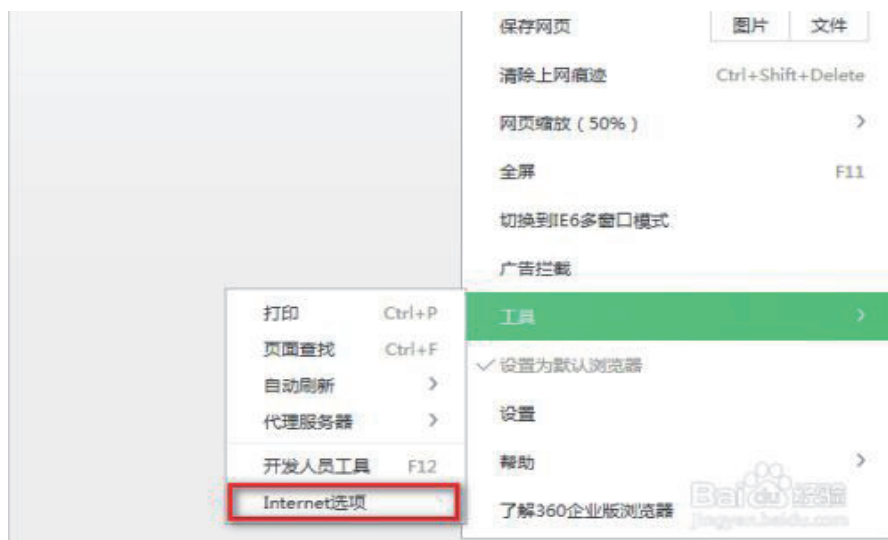 保存网页 图片 文件
清除上网痕迹 Ctrl+Shift+Delete
网页缩放（50%） >
全屏 F11
切换到IE6多窗口模式
广告拦截
工具 >
✓设置为默认浏览器
设置
帮助 >
了解360企业版浏览器
打印 Ctrl+P
页面查找 Ctrl+F
自动刷新 >
代理服务器 >
开发人员工具 F12
Internet选项
Baidu经验
jingyan.baidu.com